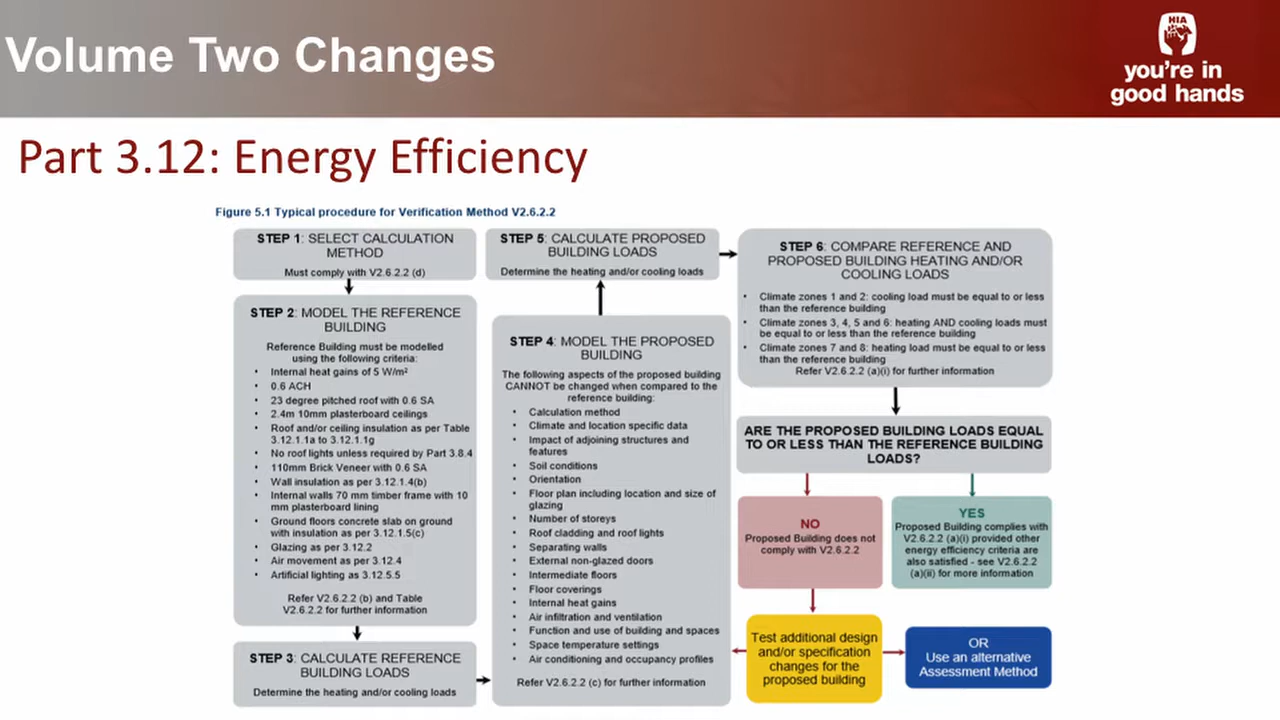 Volume Two Changes
HIA
you're in
good hands
Part 3.12: Energy Efficiency
Figure 5.1 Typical procedure for Verification Method V2.6.2.2
STEP 1: SELECT CALCULATION
METHOD
Must comply with V2.6.2.2 (d)
STEP 2: MODEL THE REFERENCE
BUILDING
Reference Building must be modelled
using the following criteria:
• Internal heat gains of 5 W/m²
• 0.6 ACH
• 23 degree pitched roof with 0.6 SA
• 2.4m 10mm plasterboard ceilings
• Roof and/or ceiling insulation as per Table
3.12.1.1a to 3.12.1.1g
• No roof lights unless required by Part 3.8.4
• 110mm Brick Veneer with 0.6 SA
• Wall insulation as per 3.12.1.4(b)
• Internal walls 70 mm timber frame with 10
mm plasterboard lining
• Ground floors concrete slab on ground
with insulation as per 3.12.1.5(c)
• Glazing as per 3.12.2
• Air movement as per 3.12.4
• Artificial lighting as 3.12.5.5
Refer V2.6.2.2 (b) and Table
V2.6.2.2 for further information
STEP 3: CALCULATE REFERENCE
BUILDING LOADS
Determine the heating and/or cooling loads
STEP 5: CALCULATE PROPOSED
BUILDING LOADS
Determine the heating and/or cooling loads
STEP 4: MODEL THE PROPOSED
BUILDING
The following aspects of the proposed building
CANNOT be changed when compared to the
reference building:
• Calculation method
• Climate and location specific data
• Impact of adjoining structures and
features
• Soil conditions
• Orientation
• Floor plan including location and size of
glazing
• Number of storeys
• Roof cladding and roof lights
• Separating walls
• External non-glazed doors
• Intermediate floors
• Floor coverings
• Internal heat gains
• Air infiltration and ventilation
• Function and use of building and spaces
• Space temperature settings
• Air conditioning and occupancy profiles
Refer V2.6.2.2 (c) for further information
STEP 6: COMPARE REFERENCE AND
PROPOSED BUILDING HEATING AND/OR
COOLING LOADS
• Climate zones 1 and 2: cooling load must be equal to or less
than the reference building
• Climate zones 3, 4, 5 and 6: heating AND cooling loads must
be equal to or less than the reference building
• Climate zones 7 and 8: heating load must be equal to or less
than the reference building
Refer V2.6.2.2 (a)(i) for further information
ARE THE PROPOSED BUILDING LOADS EQUAL
TO OR LESS THAN THE REFERENCE BUILDING
LOADS?
NO
Proposed Building does not
comply with V2.6.2.2
YES
Proposed Building complies with
V2.6.2.2 (a)(i) provided other
energy efficiency criteria are
also satisfied - see V2.6.2.2
(a)(ii) for more information
Test additional design
and/or specification
changes for the
proposed building
OR
Use an alternative
Assessment Method